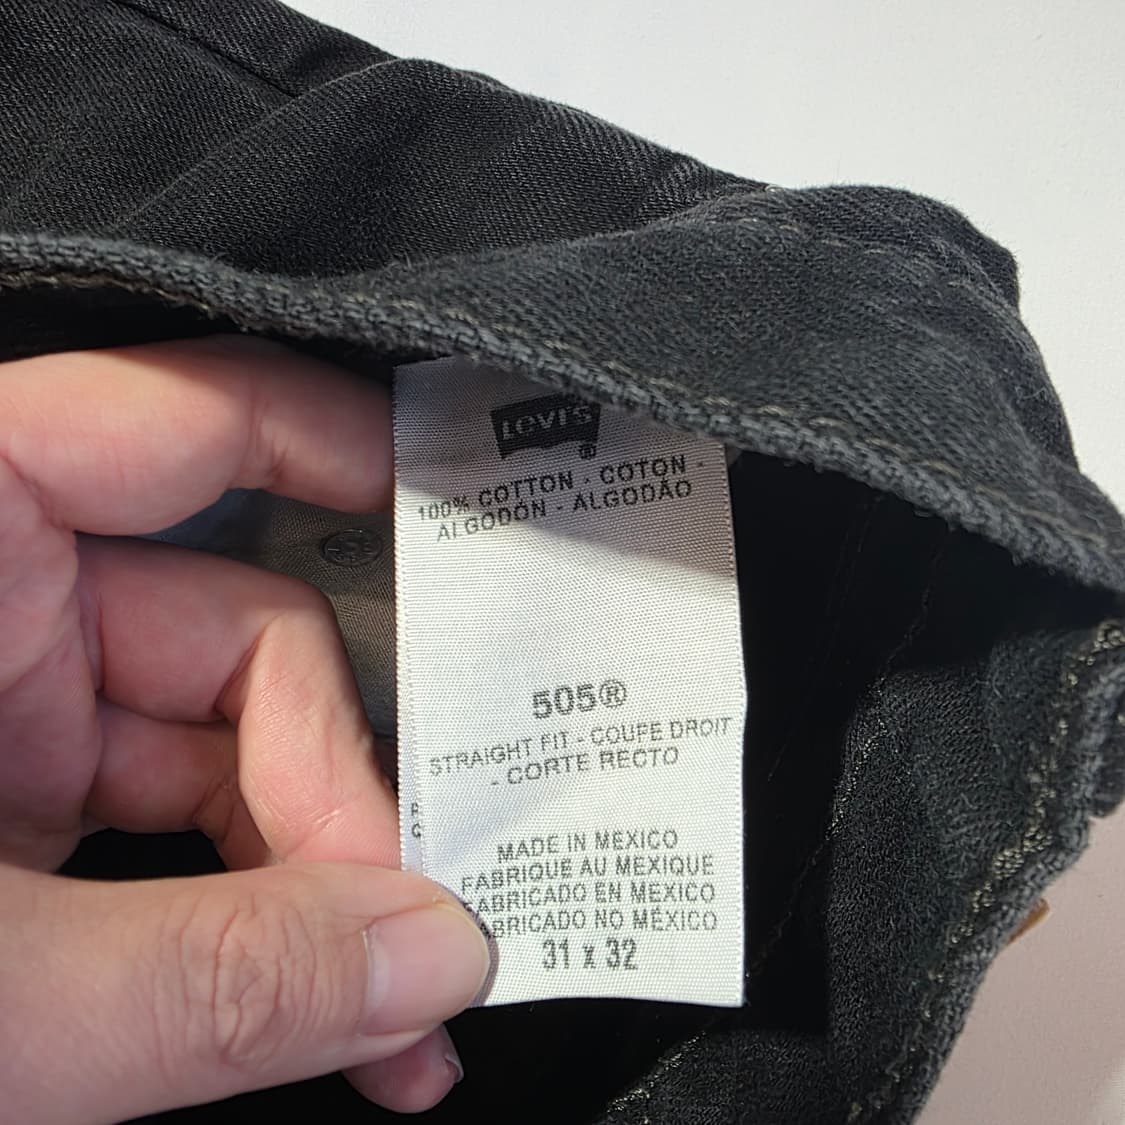 LEVI'S
®
100% COTTON - COTON -
ALGODÓN - ALGODÃO
505®
STRAIGHT FIT - COUPE DROIT
- CORTE RECTO
MADE IN MEXICO
FABRIQUE AU MEXIQUE
FABRICADO EN MEXICO
FABRICADO NO MÉXICO
31 x 32